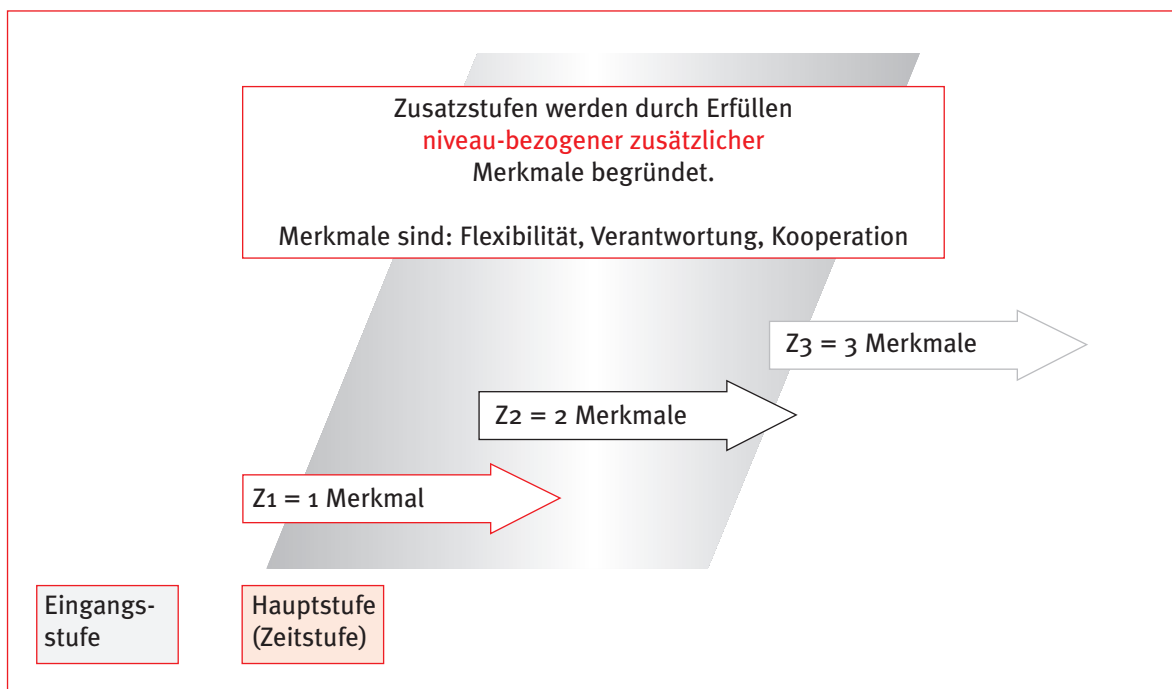 Zusatzstufen werden durch Erfüllen
niveau-bezogener zusätzlicher
Merkmale begründet.
Merkmale sind: Flexibilität, Verantwortung, Kooperation
Z3 = 3 Merkmale
Z2 = 2 Merkmale
Z1 = 1 Merkmal
Eingangs-
stufe
Hauptstufe
(Zeitstufe)